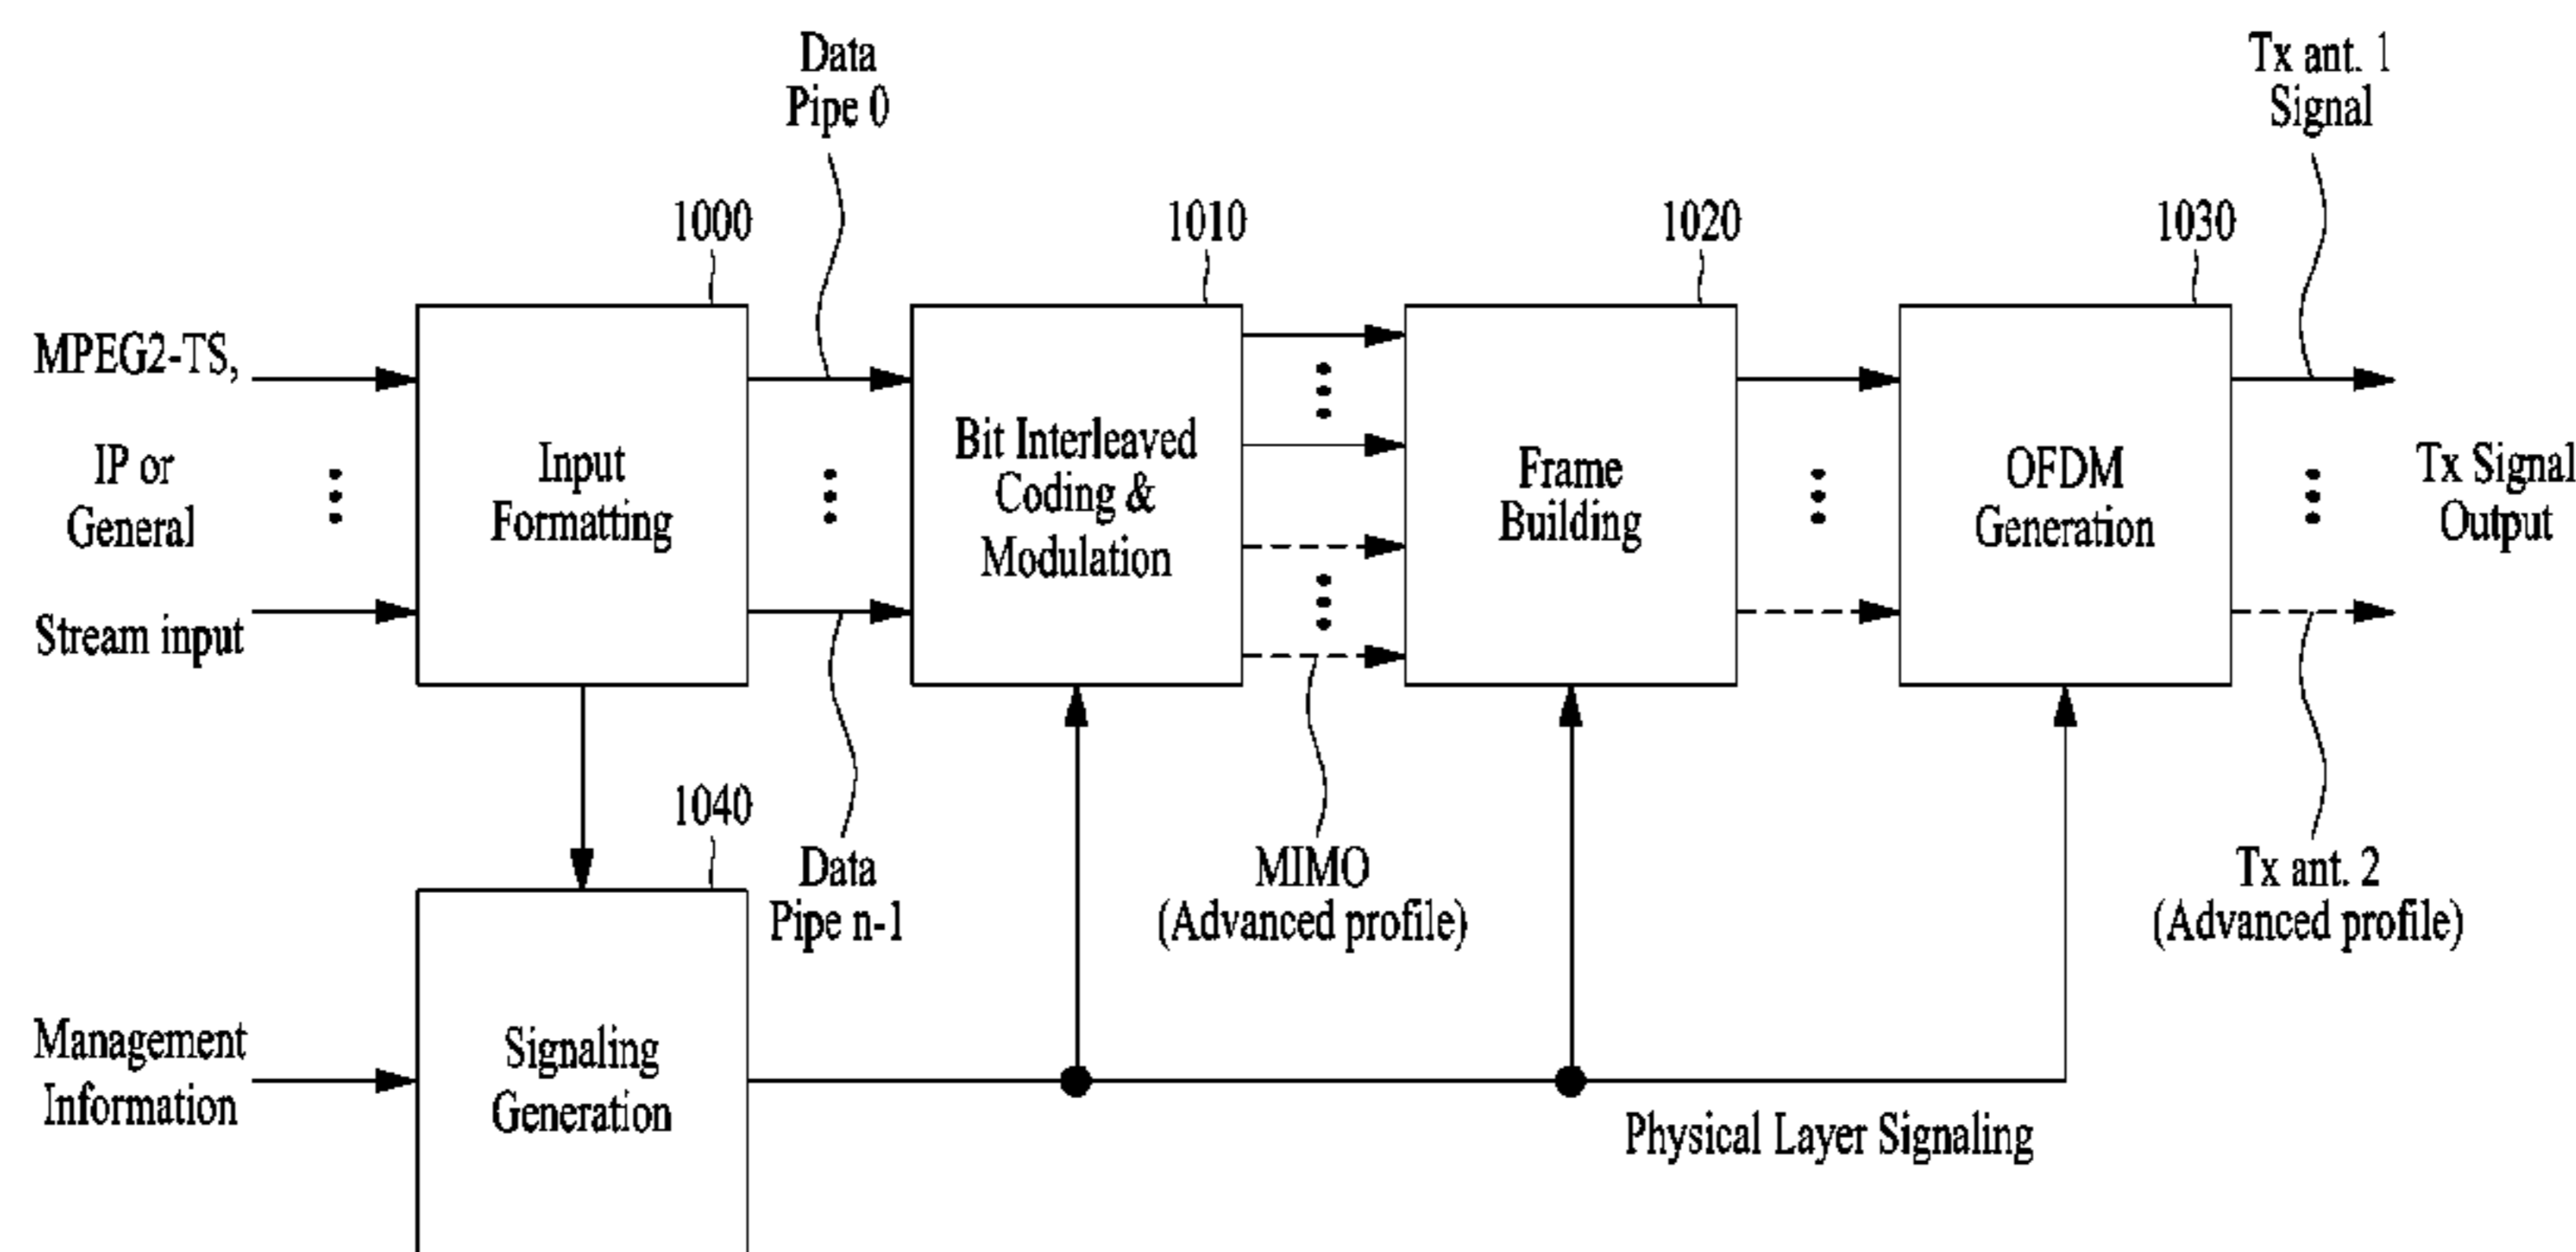 Data
Pipe 0
Tx ant. 1
Signal
1000
1010
1020
1030
MPEG2-TS,
IP or
General
Stream input
Input
Formatting
Bit Interleaved
Coding &
Modulation
Frame
Building
OFDM
Generation
Tx Signal
Output
1040
Data
Pipe n-1
MIMO
(Advanced profile)
Tx ant. 2
(Advanced profile)
Management
Information
Signaling
Generation
Physical Layer Signaling